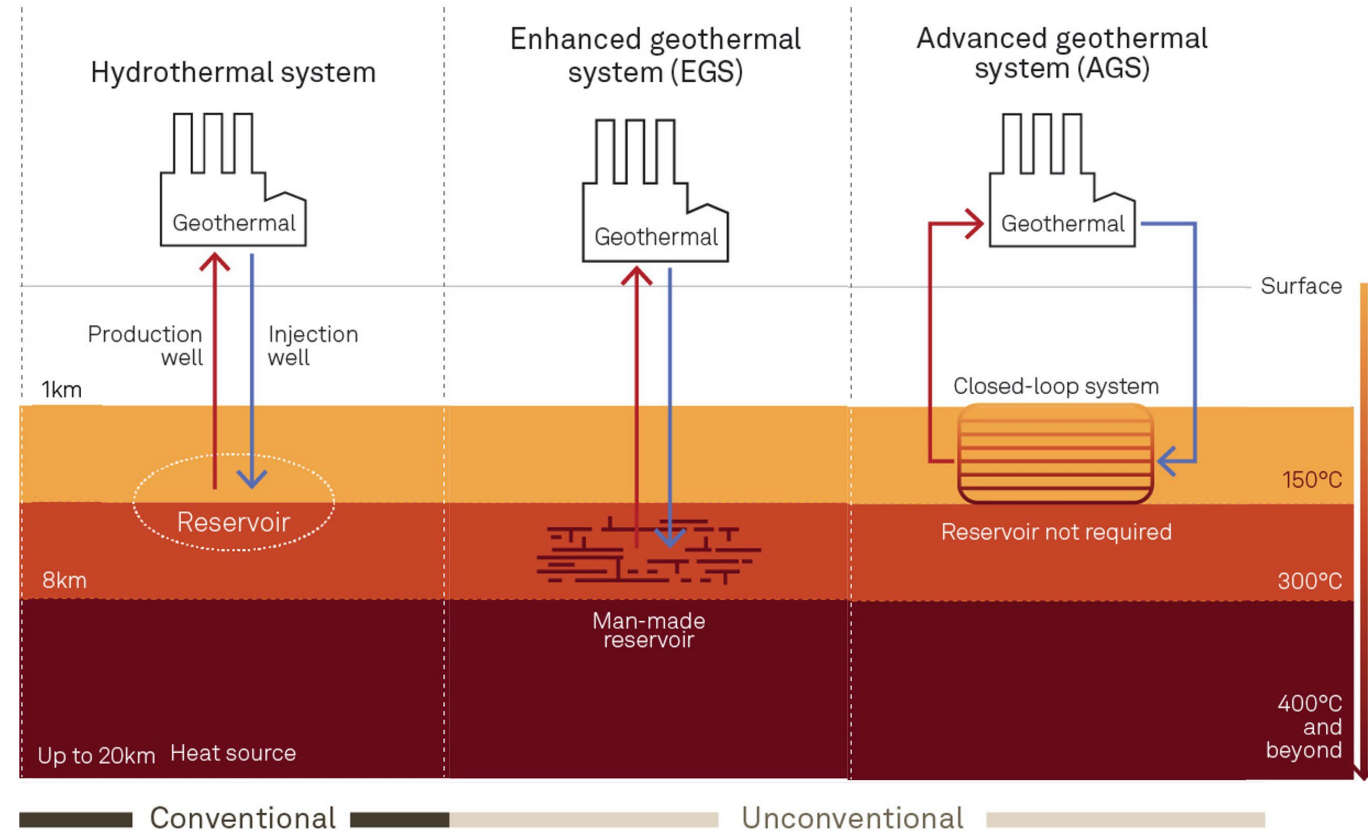 Hydrothermal system
Enhanced geothermal
system (EGS)
Advanced geothermal
system (AGS)
Geothermal
Geothermal
Geothermal
Surface
Production
well
Injection
well
1km
Closed-loop system
150°C
Reservoir
Reservoir not required
8km
300°C
Man-made
reservoir
400°C
and
beyond
Up to 20km
Heat source
Conventional
Unconventional